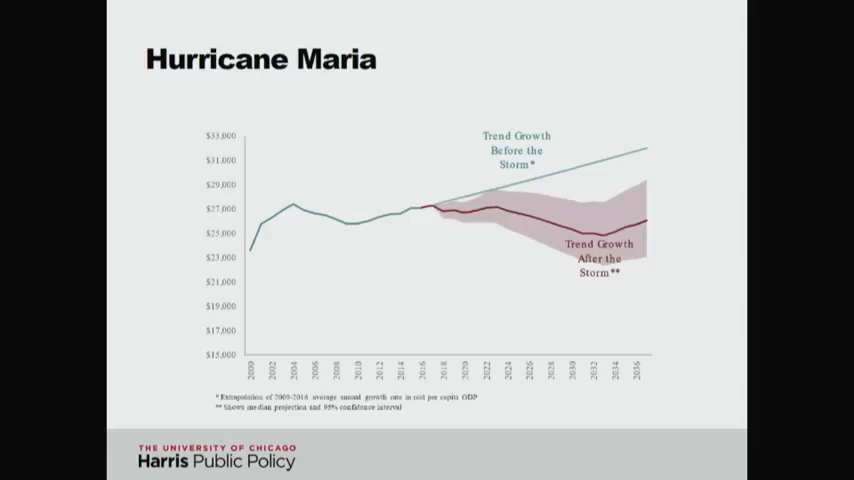 Hurricane Maria
$33,000
$31,000
$29,000
$27,000
$25,000
$23,000
$21,000
$19,000
$17,000
$15,000
Trend Growth
Before the
Storm*
Trend Growth
After the
Storm**
2000
2002
2004
2006
2008
2010
2012
2014
2016
2018
2020
2022
2024
2026
2028
2030
2032
2034
2036
* Extrapolation of 2009-2016 average annual growth rate in real per capita GDP
** Shows median projection and 95% confidence interval
THE UNIVERSITY OF CHICAGO
Harris Public Policy